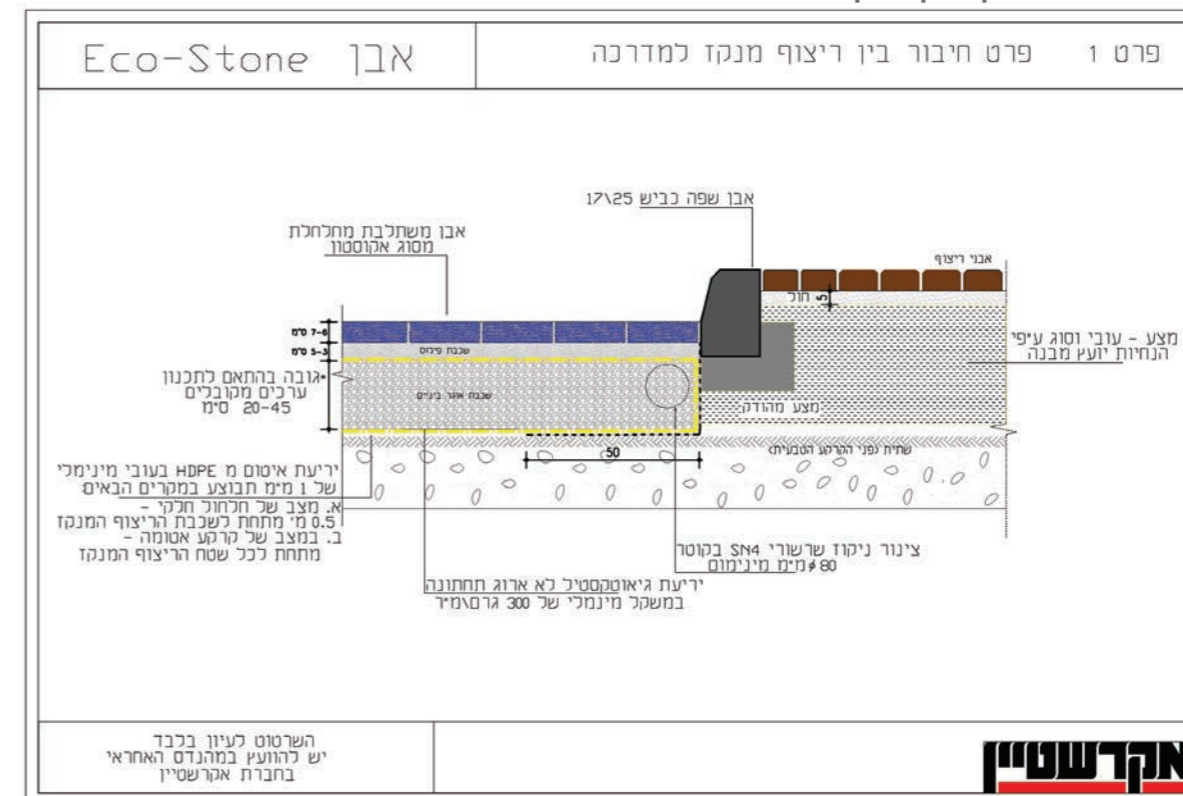 פרט 1 פרט חיבור בין ריצוף מנקז למדרכה
אבן Eco-Stone
אבן שפה כביש 17\25
אבן משתלבת מחלחלת
מסוג אקוסטון
אבני ריצוף
חול
5
7-6 ס"מ
5-3 ס"מ
שכבת פילוס
מצע - עובי וסוג ע"פי
הנחיות יועץ מבנה
*גובה בהתאם לתכנון
ערכים מקובלים
20-45 ס"מ
שכבת אוגר ביניים
מצע מהודק
שתית (פני הקרקע הטבעית)
50
יריעת איטום מ HDPE בעובי מינימלי
של 1 מ"מ תבוצע במקרים הבאים:
א. מצב של חלחול חלקי -
0.5 מ' מתחת לשכבת הריצוף המנקז
ב. במצב של קרקע אטומה -
מתחת לכל שטח הריצוף המנקז
צינור ניקוז שרשורי SN4 בקוטר
80 ⌀ מ"מ מינימום
יריעת גיאוטקסטיל לא ארוג תחתונה
במשקל מינמלי של 300 גרם\מ"ר
השרטוט לעיון בלבד
יש להוועץ במהנדס האחראי
בחברת אקרשטיין
אקרשטיין